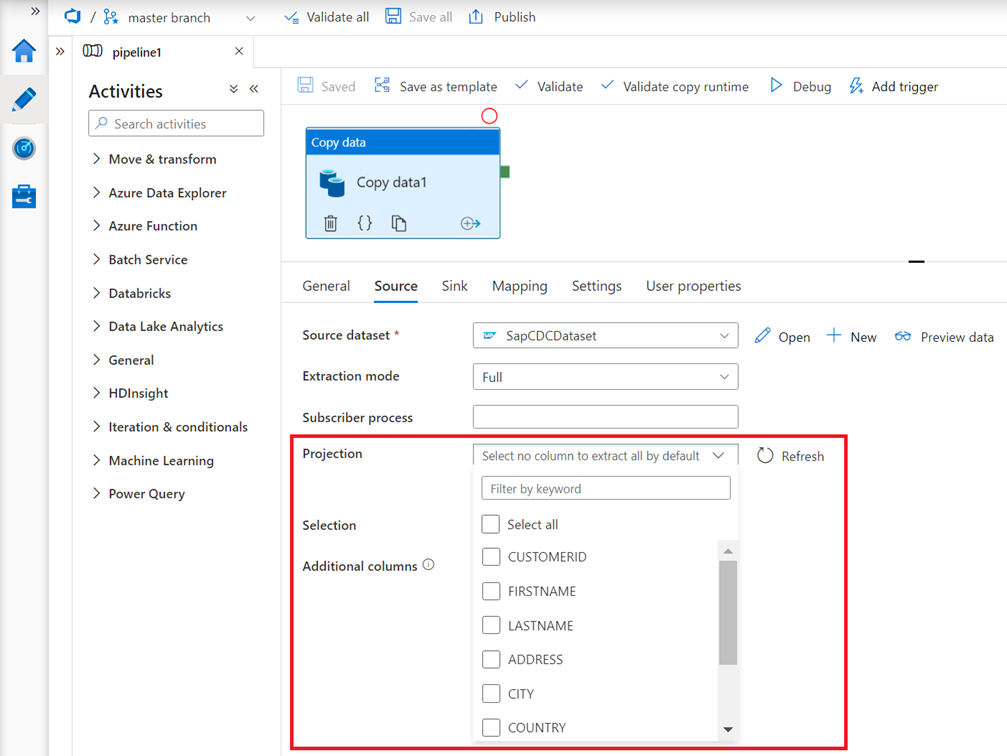 / master branch Validate all Save all Publish
pipeline1
Activities
Search activities
Move & transform
Azure Data Explorer
Azure Function
Batch Service
Databricks
Data Lake Analytics
General
HDInsight
Iteration & conditionals
Machine Learning
Power Query
Saved Save as template Validate Validate copy runtime Debug Add trigger
Copy data
Copy data1
{}
General Source Sink Mapping Settings User properties
Source dataset * SapCDCDataset Open New Preview data
Extraction mode Full
Subscriber process
Projection Select no column to extract all by default Refresh
Filter by keyword
Selection Select all
CUSTOMERID
Additional columns
FIRSTNAME
LASTNAME
ADDRESS
CITY
COUNTRY